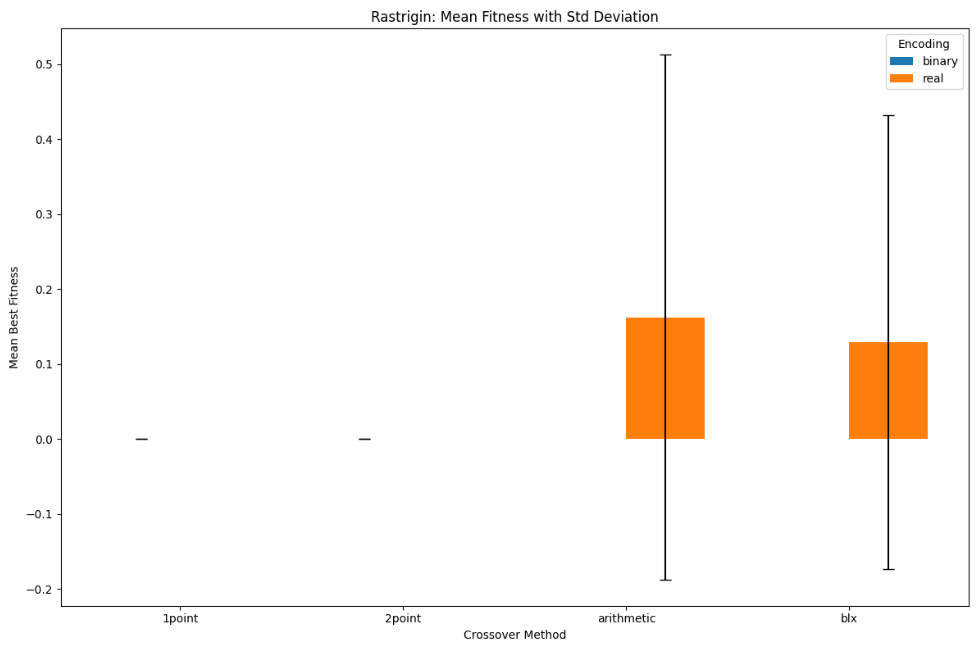 Rastrigin: Mean Fitness with Std Deviation
Encoding
binary
real
0.5
0.4
0.3
0.2
0.1
0.0
−0.1
−0.2
Mean Best Fitness
1point
2point
arithmetic
blx
Crossover Method